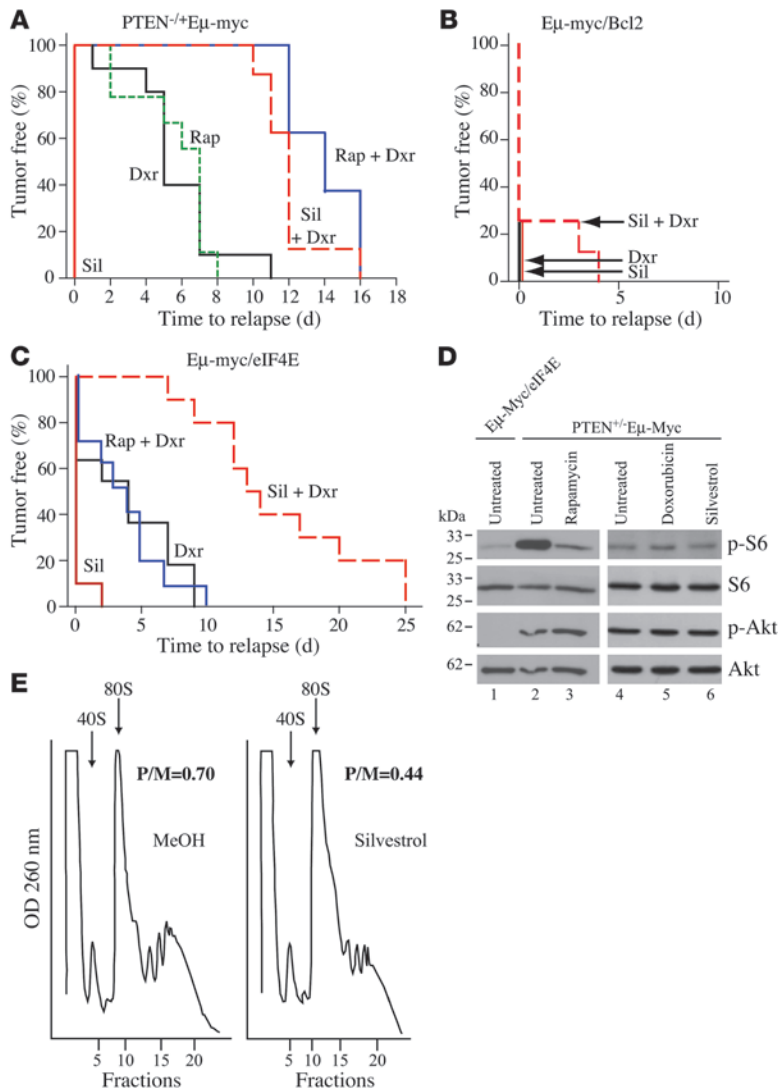 A
PTEN-/+Eμ-myc
Tumor free (%)
100
80
60
40
20
0
Rap
Dxr
Rap + Dxr
Sil
+ Dxr
Sil
0 2 4 6 8 10 12 14 16 18
Time to relapse (d)
B
Eμ-myc/Bcl2
Tumor free (%)
100
80
60
40
20
0
Sil + Dxr
Dxr
Sil
0 5 10
Time to relapse (d)
C
Eμ-myc/eIF4E
Tumor free (%)
100
80
60
40
20
0
Rap + Dxr
Sil + Dxr
Dxr
Sil
0 5 10 15 20 25
Time to relapse (d)
D
Eμ-Myc/eIF4E
PTEN+/-Eμ-Myc
Untreated
Untreated
Rapamycin
Untreated
Doxorubicin
Silvestrol
kDa
33
25
p-S6
33
25
S6
62
p-Akt
62
Akt
1 2 3 4 5 6
E
80S
40S
P/M=0.70
MeOH
80S
40S
P/M=0.44
Silvestrol
OD 260 nm
5 10 15 20
Fractions
5 10 15 20
Fractions